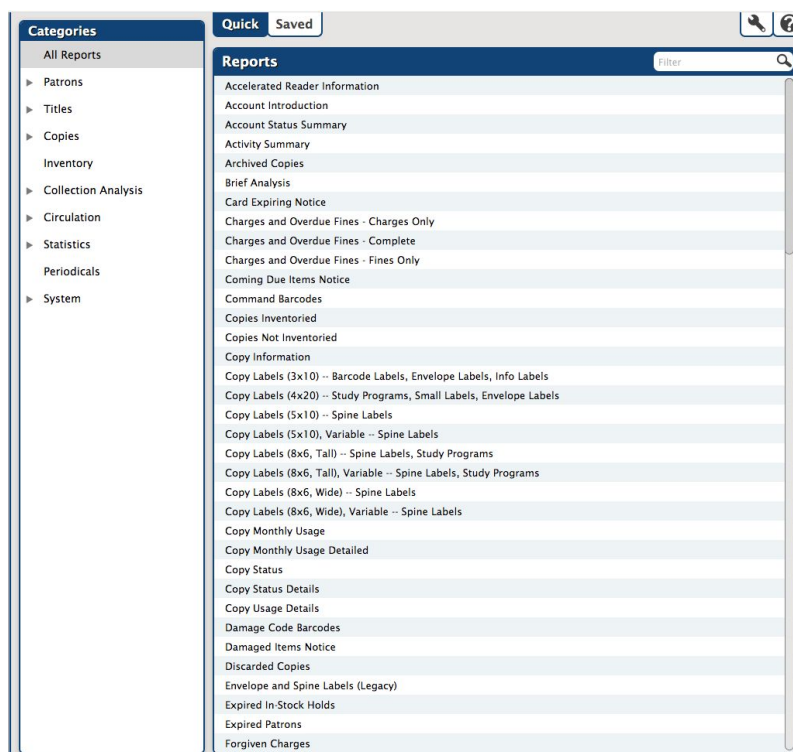 Categories
All Reports
Patrons
Titles
Copies
Inventory
Collection Analysis
Circulation
Statistics
Periodicals
System
Quick Saved
Reports Filter
Accelerated Reader Information
Account Introduction
Account Status Summary
Activity Summary
Archived Copies
Brief Analysis
Card Expiring Notice
Charges and Overdue Fines - Charges Only
Charges and Overdue Fines - Complete
Charges and Overdue Fines - Fines Only
Coming Due Items Notice
Command Barcodes
Copies Inventoried
Copies Not Inventoried
Copy Information
Copy Labels (3x10) -- Barcode Labels, Envelope Labels, Info Labels
Copy Labels (4x20) -- Study Programs, Small Labels, Envelope Labels
Copy Labels (5x10) -- Spine Labels
Copy Labels (5x10), Variable -- Spine Labels
Copy Labels (8x6, Tall) -- Spine Labels, Study Programs
Copy Labels (8x6, Tall), Variable -- Spine Labels, Study Programs
Copy Labels (8x6, Wide) -- Spine Labels
Copy Labels (8x6, Wide), Variable -- Spine Labels
Copy Monthly Usage
Copy Monthly Usage Detailed
Copy Status
Copy Status Details
Copy Usage Details
Damage Code Barcodes
Damaged Items Notice
Discarded Copies
Envelope and Spine Labels (Legacy)
Expired In-Stock Holds
Expired Patrons
Forgiven Charges